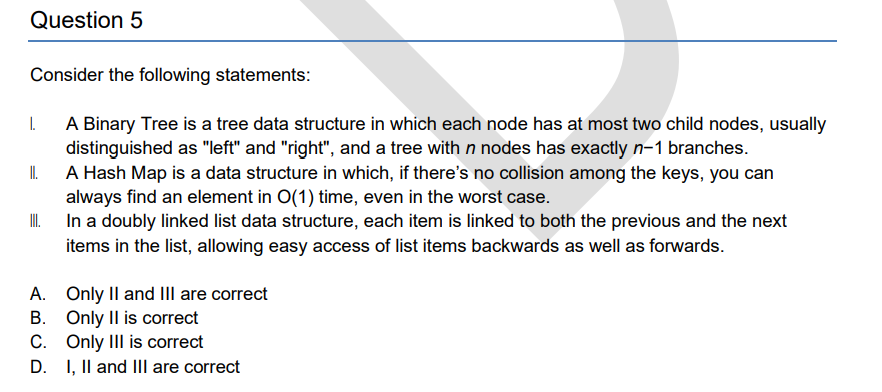 Question 5
Consider the following statements:
I. A Binary Tree is a tree data structure in which each node has at most two child nodes, usually
distinguished as "left" and "right", and a tree with n nodes has exactly n−1 branches.
II. A Hash Map is a data structure in which, if there's no collision among the keys, you can
always find an element in O(1) time, even in the worst case.
III. In a doubly linked list data structure, each item is linked to both the previous and the next
items in the list, allowing easy access of list items backwards as well as forwards.
A. Only II and III are correct
B. Only II is correct
C. Only III is correct
D. I, II and III are correct